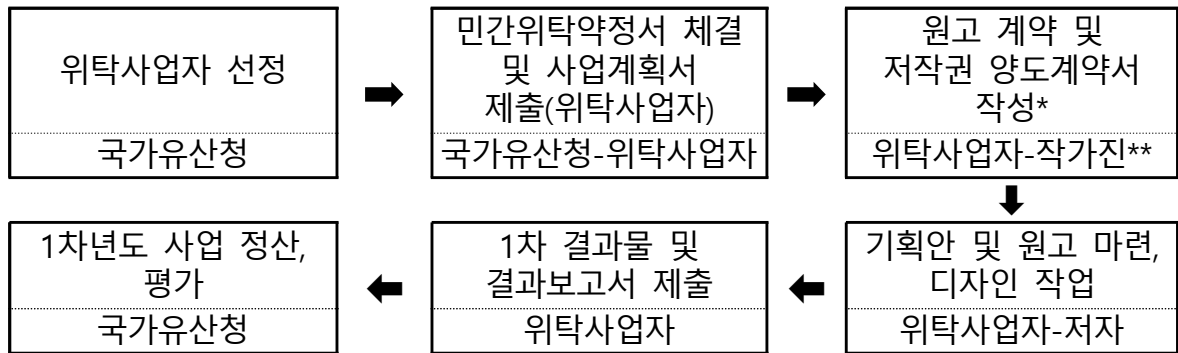 위탁사업자 선정
국가유산청
민간위탁약정서 체결
및 사업계획서
제출(위탁사업자)
국가유산청-위탁사업자
원고 계약 및
저작권 양도계약서
작성*
위탁사업자-작가진**
기획안 및 원고 마련,
디자인 작업
위탁사업자-저자
1차 결과물 및
결과보고서 제출
위탁사업자
1차년도 사업 정산,
평가
국가유산청